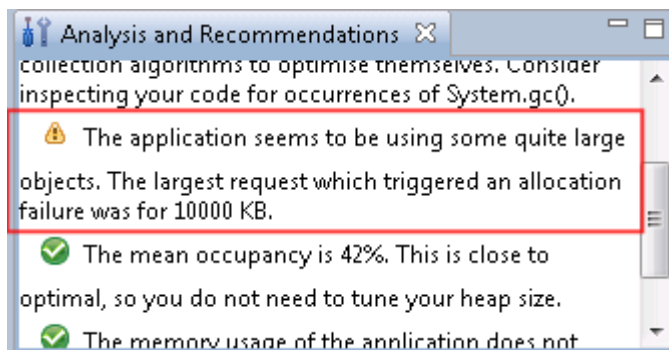 Analysis and Recommendations
collection algorithms to optimise themselves. Consider
inspecting your code for occurrences of System.gc().
The application seems to be using some quite large
objects. The largest request which triggered an allocation
failure was for 10000 KB.
The mean occupancy is 42%. This is close to
optimal, so you do not need to tune your heap size.
The memory usage of the application does not